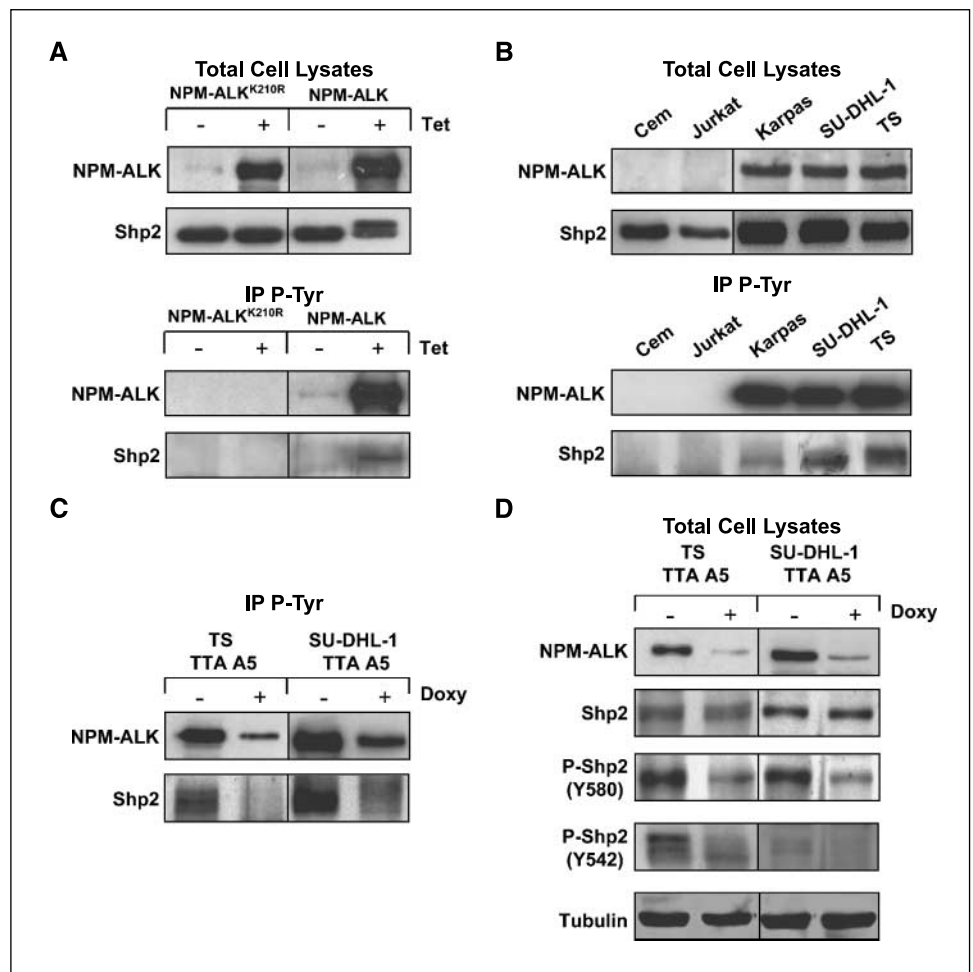 A
Total Cell Lysates
NPM-ALK^K210R NPM-ALK
- + - + Tet
NPM-ALK
Shp2
IP P-Tyr
NPM-ALK^K210R NPM-ALK
- + - + Tet
NPM-ALK
Shp2
B
Total Cell Lysates
Cem Jurkat Karpas SU-DHL-1 TS
NPM-ALK
Shp2
IP P-Tyr
Cem Jurkat Karpas SU-DHL-1 TS
NPM-ALK
Shp2
C
IP P-Tyr
TS SU-DHL-1
TTA A5 TTA A5
- + - + Doxy
NPM-ALK
Shp2
D
Total Cell Lysates
TS SU-DHL-1
TTA A5 TTA A5
- + - + Doxy
NPM-ALK
Shp2
P-Shp2
(Y580)
P-Shp2
(Y542)
Tubulin